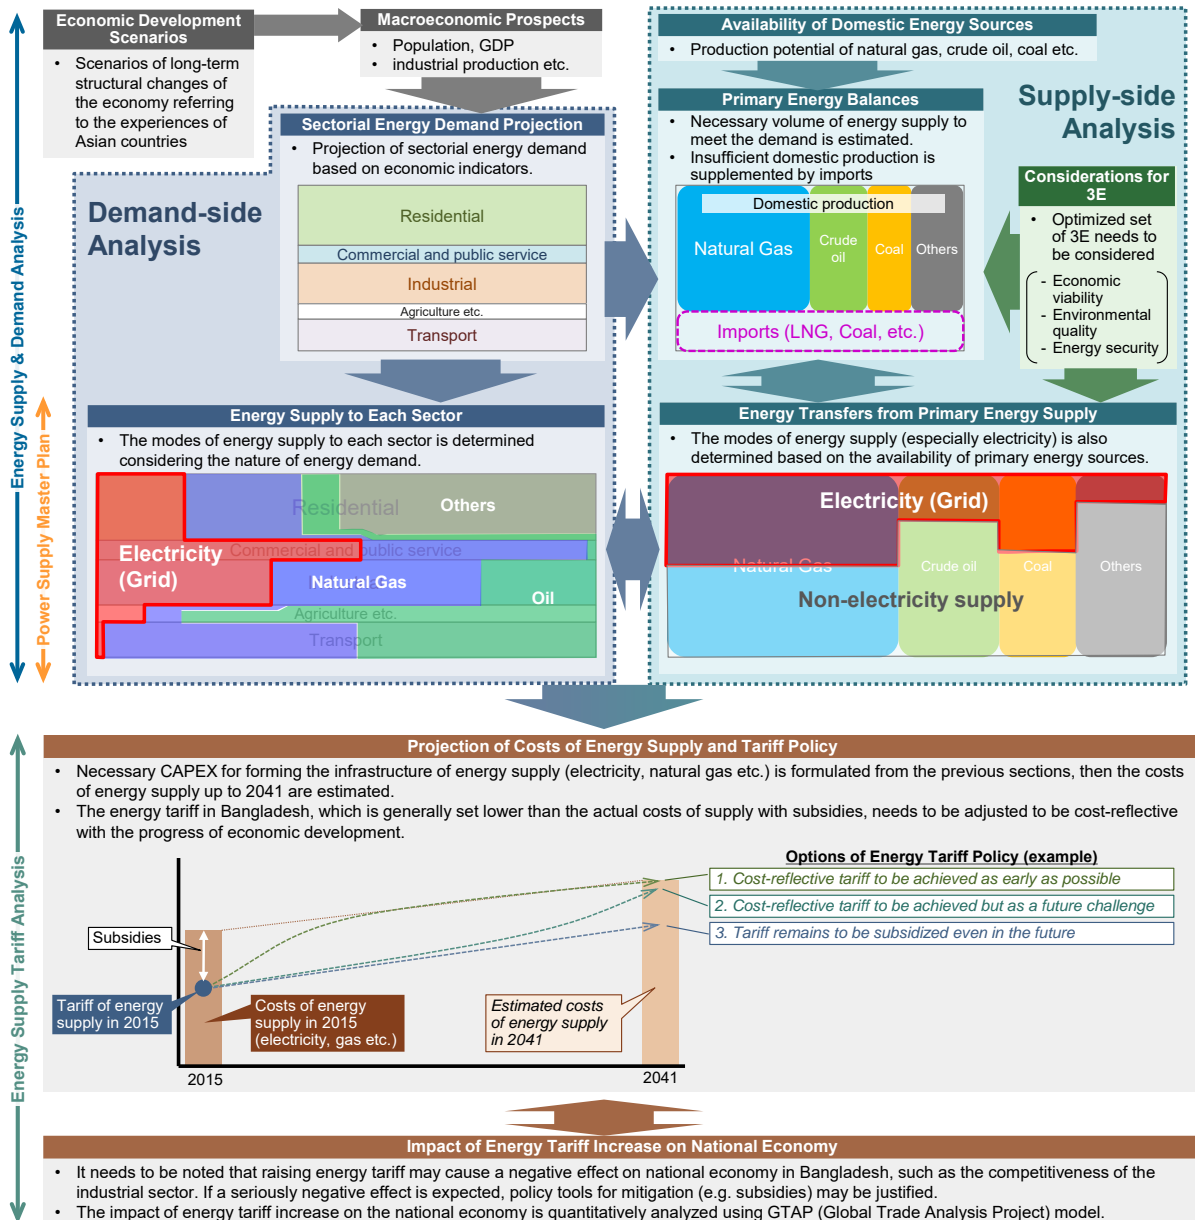 Economic Development
Scenarios
• Scenarios of long-term
structural changes of
the economy referring
to the experiences of
Asian countries
Macroeconomic Prospects
• Population, GDP
• industrial production etc.
Availability of Domestic Energy Sources
• Production potential of natural gas, crude oil, coal etc.
Supply-side
Analysis
Primary Energy Balances
• Necessary volume of energy supply to
meet the demand is estimated.
• Insufficient domestic production is
supplemented by imports
Domestic production
Natural Gas
Crude
oil
Coal
Others
Imports (LNG, Coal, etc.)
Considerations for
3E
• Optimized set
of 3E needs to
be considered
- Economic
viability
- Environmental
quality
- Energy security
Demand-side
Analysis
Sectorial Energy Demand Projection
• Projection of sectorial energy demand
based on economic indicators.
Residential
Commercial and public service
Industrial
Agriculture etc.
Transport
Energy Supply & Demand Analysis
Power Supply Master Plan
Energy Supply to Each Sector
• The modes of energy supply to each sector is determined
considering the nature of energy demand.
Residential
Others
Commercial and public service
Electricity
(Grid)
Natural Gas
Oil
Agriculture etc.
Transport
Energy Transfers from Primary Energy Supply
• The modes of energy supply (especially electricity) is also
determined based on the availability of primary energy sources.
Electricity (Grid)
Natural Gas
Crude oil
Coal
Others
Non-electricity supply
Energy Supply Tariff Analysis
Projection of Costs of Energy Supply and Tariff Policy
• Necessary CAPEX for forming the infrastructure of energy supply (electricity, natural gas etc.) is formulated from the previous sections, then the costs
of energy supply up to 2041 are estimated.
• The energy tariff in Bangladesh, which is generally set lower than the actual costs of supply with subsidies, needs to be adjusted to be cost-reflective
with the progress of economic development.
Options of Energy Tariff Policy (example)
1. Cost-reflective tariff to be achieved as early as possible
2. Cost-reflective tariff to be achieved but as a future challenge
3. Tariff remains to be subsidized even in the future
Subsidies
Tariff of energy
supply in 2015
Costs of energy
supply in 2015
(electricity, gas etc.)
Estimated costs
of energy supply
in 2041
2015
2041
Impact of Energy Tariff Increase on National Economy
• It needs to be noted that raising energy tariff may cause a negative effect on national economy in Bangladesh, such as the competitiveness of the
industrial sector. If a seriously negative effect is expected, policy tools for mitigation (e.g. subsidies) may be justified.
• The impact of energy tariff increase on the national economy is quantitatively analyzed using GTAP (Global Trade Analysis Project) model.